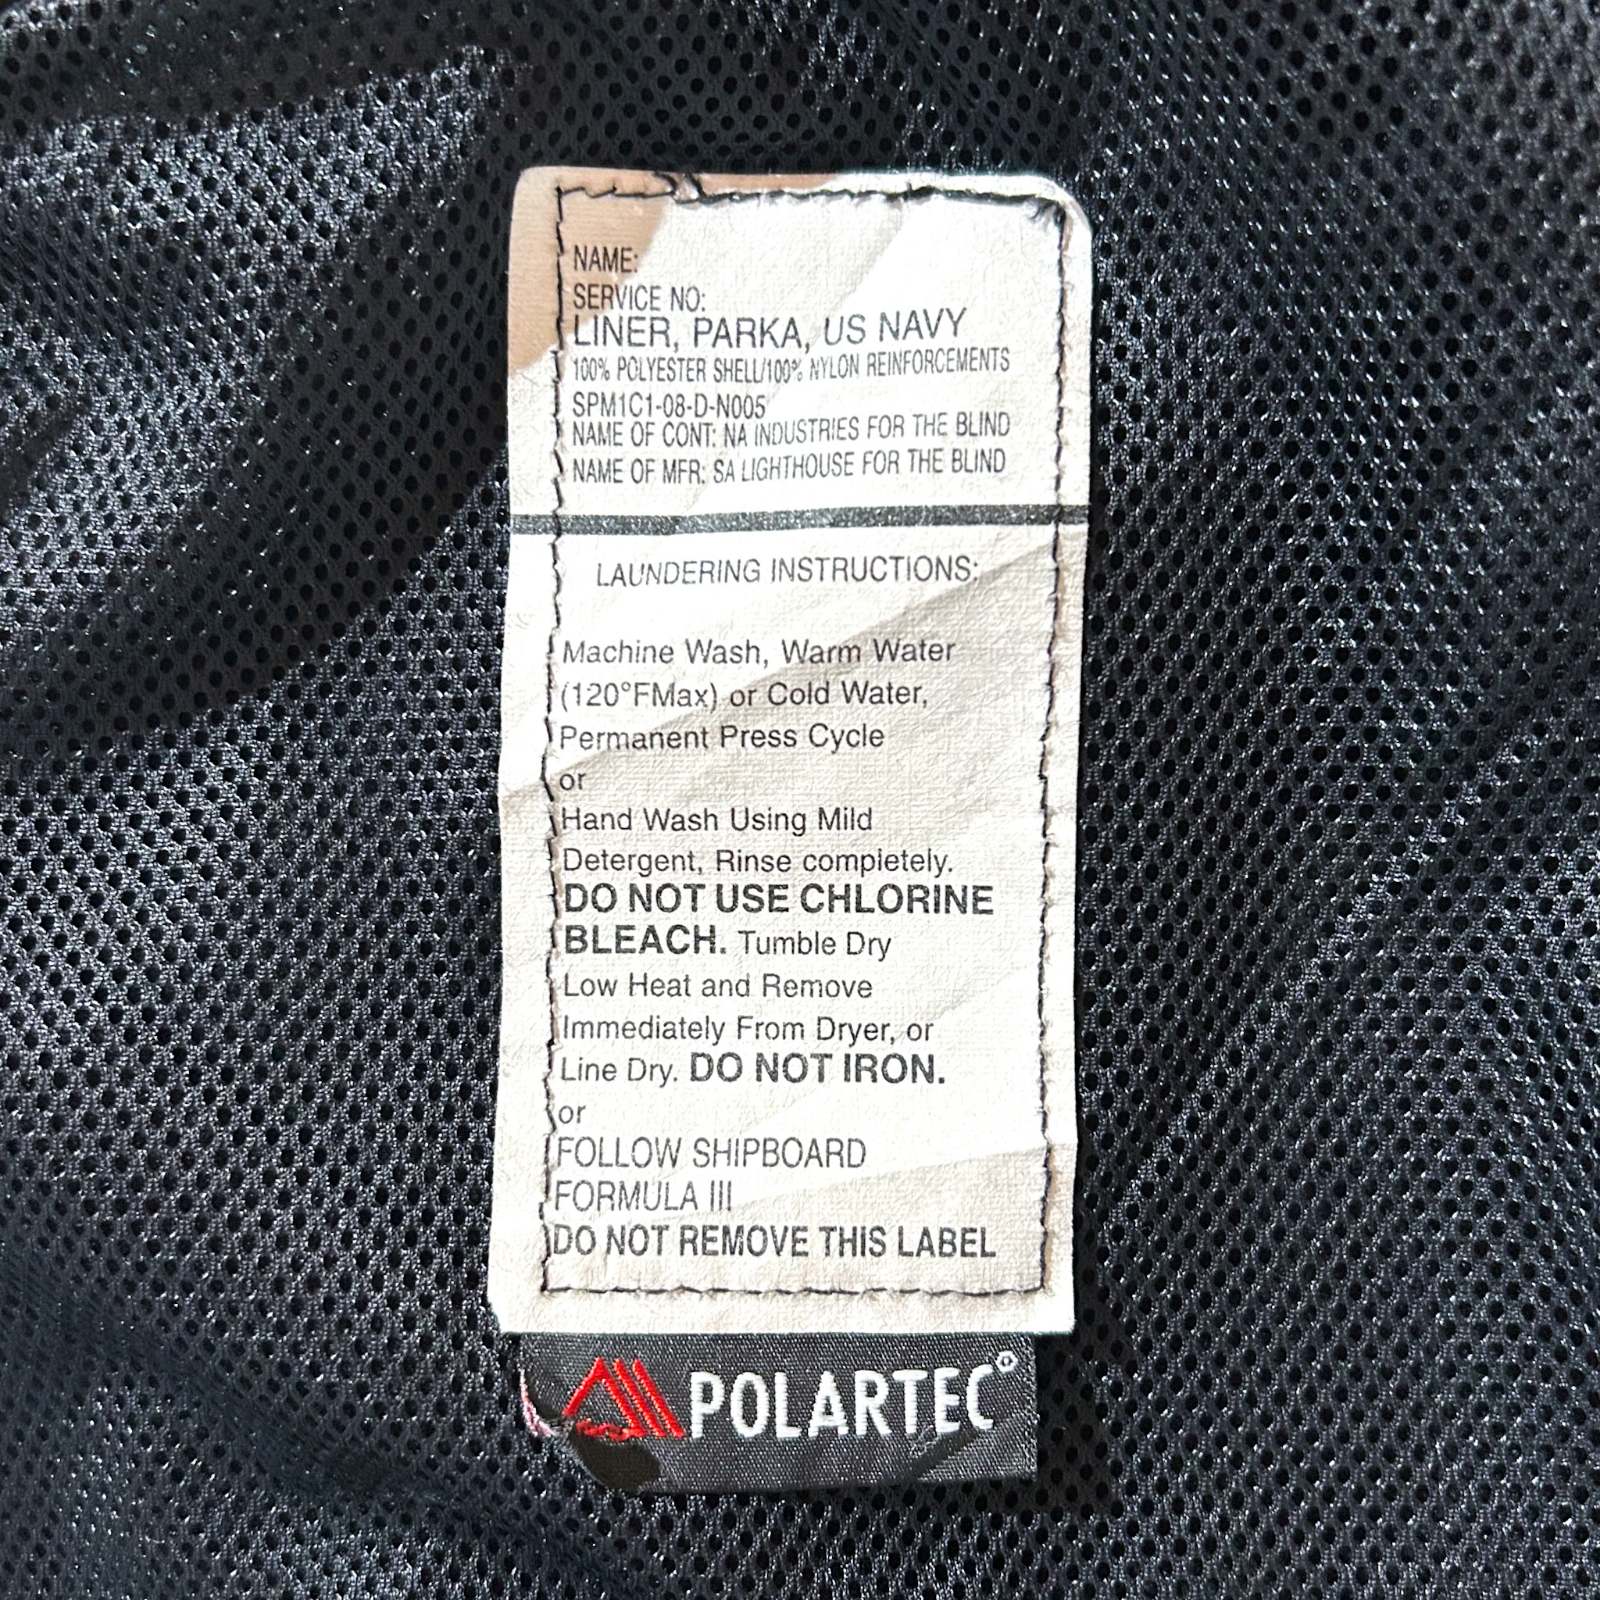 NAME:
SERVICE NO:
LINER, PARKA, US NAVY
100% POLYESTER SHELL/100% NYLON REINFORCEMENTS
SPM1C1-08-D-N005
NAME OF CONT: NA INDUSTRIES FOR THE BLIND
NAME OF MFR: SA LIGHTHOUSE FOR THE BLIND
LAUNDERING INSTRUCTIONS:
Machine Wash, Warm Water
(120°FMax) or Cold Water,
Permanent Press Cycle
or
Hand Wash Using Mild
Detergent, Rinse completely.
DO NOT USE CHLORINE
BLEACH. Tumble Dry
Low Heat and Remove
Immediately From Dryer, or
Line Dry. DO NOT IRON.
or
FOLLOW SHIPBOARD
FORMULA III
DO NOT REMOVE THIS LABEL
POLARTEC®